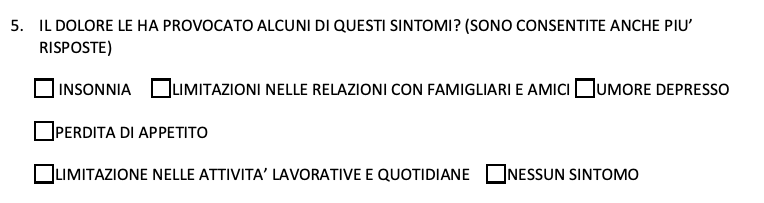 5. IL DOLORE LE HA PROVOCATO ALCUNI DI QUESTI SINTOMI? (SONO CONSENTITE ANCHE PIU’
RISPOSTE)
INSONNIA LIMITAZIONI NELLE RELAZIONI CON FAMIGLIARI E AMICI UMORE DEPRESSO
PERDITA DI APPETITO
LIMITAZIONE NELLE ATTIVITA’ LAVORATIVE E QUOTIDIANE NESSUN SINTOMO